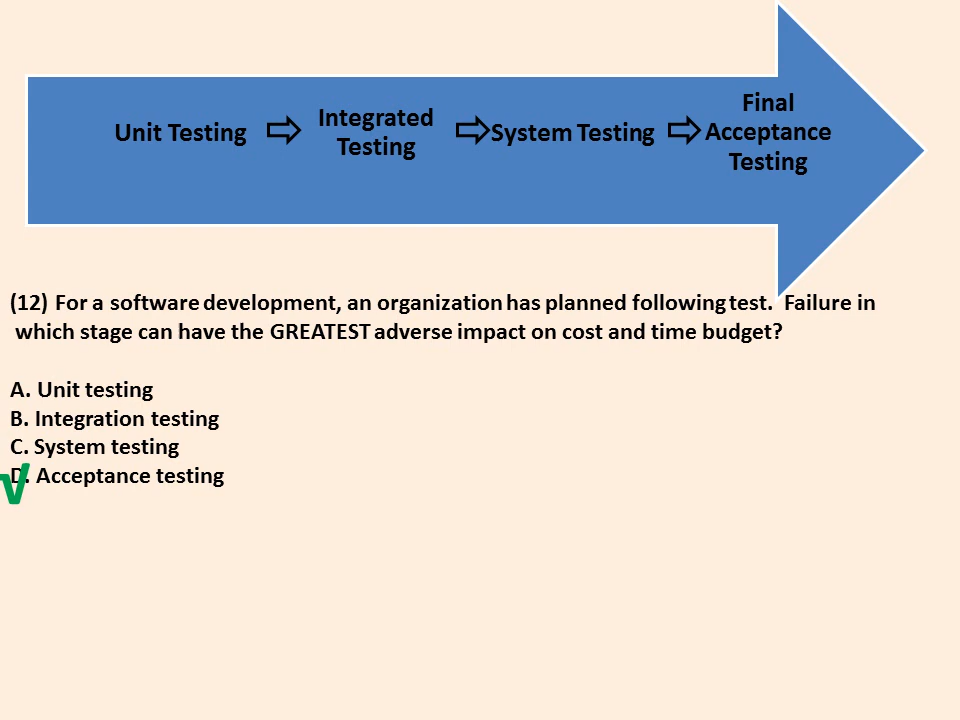 Unit Testing
Integrated
Testing
System Testing
Final
Acceptance
Testing
(12) For a software development, an organization has planned following test. Failure in
which stage can have the GREATEST adverse impact on cost and time budget?
A. Unit testing
B. Integration testing
C. System testing
D. Acceptance testing
√